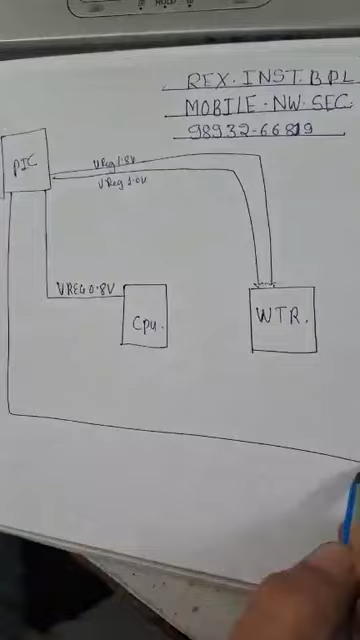 HOLD
REX. INST. BPL
MOBILE. NW. SEC.
98932-66819
PIC
VReg 1.8V
VReg 1.0V
VREG 0.8V
CPU.
WTR.